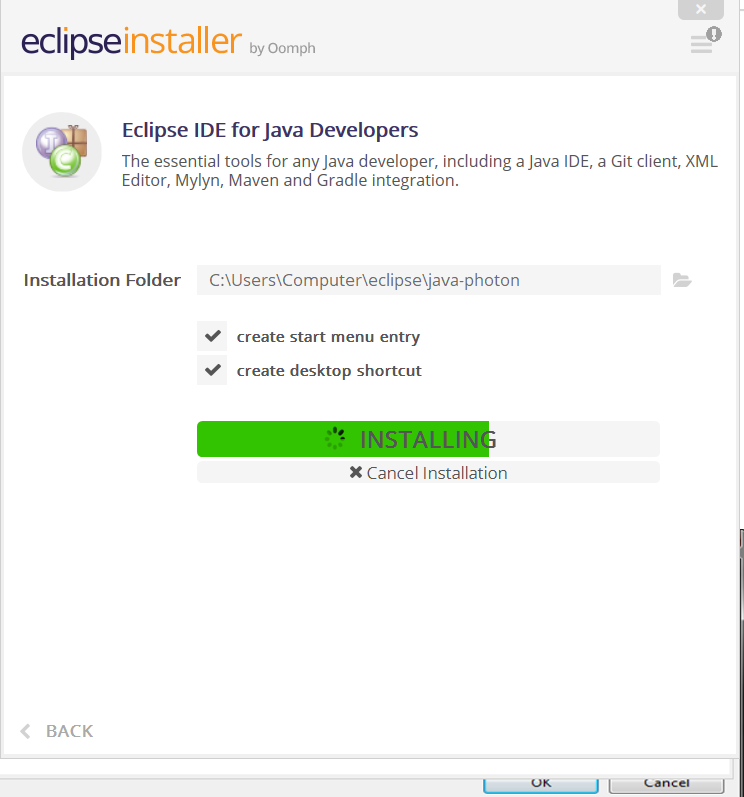 eclipseinstaller by Oomph
Eclipse IDE for Java Developers
The essential tools for any Java developer, including a Java IDE, a Git client, XML
Editor, Mylyn, Maven and Gradle integration.
Installation Folder C:\Users\Computer\eclipse\java-photon
create start menu entry
create desktop shortcut
INSTALLING
Cancel Installation
BACK
OK Cancel